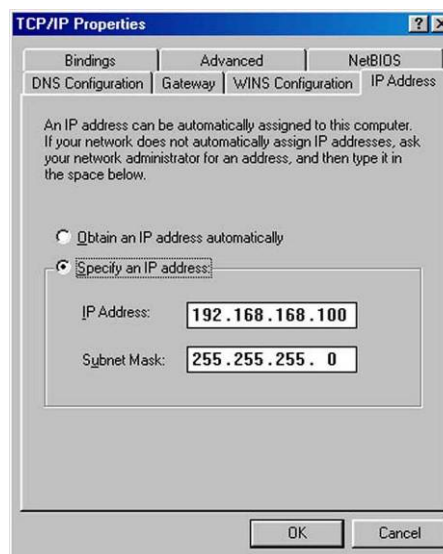 TCP/IP Properties
Bindings Advanced NetBIOS
DNS Configuration Gateway WINS Configuration IP Address
An IP address can be automatically assigned to this computer.
If your network does not automatically assign IP addresses, ask
your network administrator for an address, and then type it in
the space below.
Obtain an IP address automatically
Specify an IP address:
IP Address: 192.168.168.100
Subnet Mask: 255.255.255. 0
OK Cancel